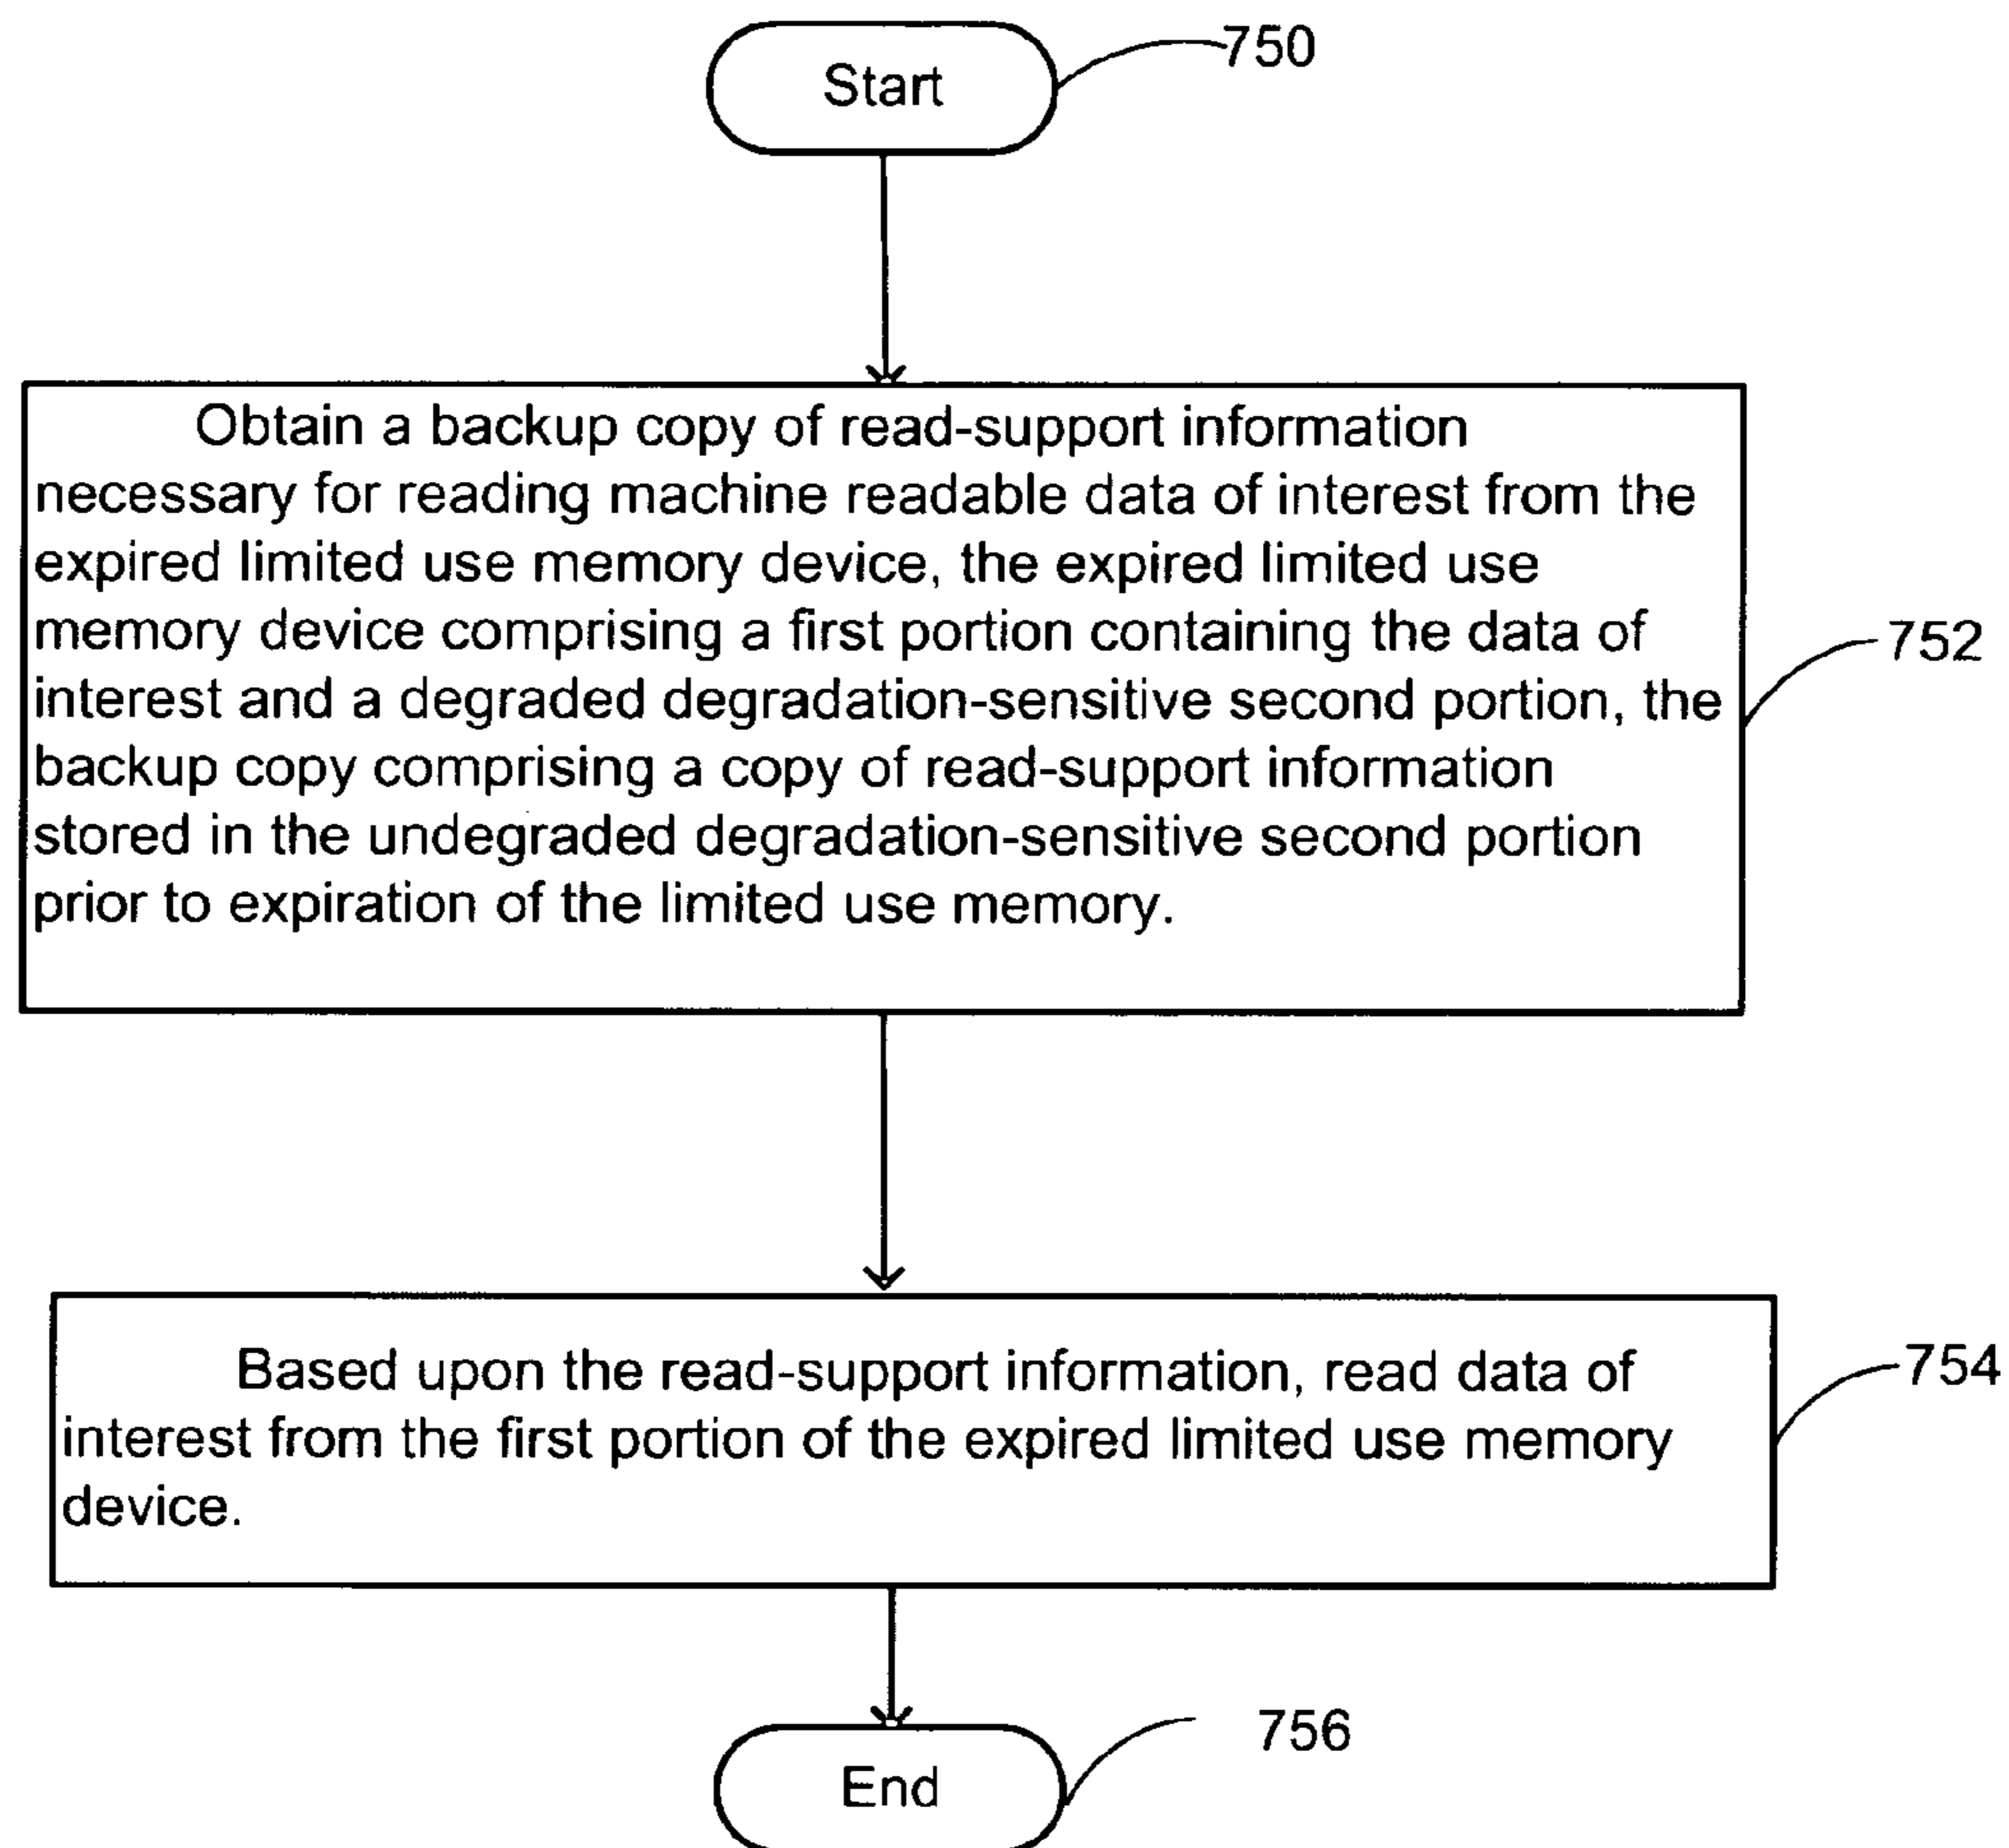 Start
750
Obtain a backup copy of read-support information
necessary for reading machine readable data of interest from the
expired limited use memory device, the expired limited use
memory device comprising a first portion containing the data of
interest and a degraded degradation-sensitive second portion, the
backup copy comprising a copy of read-support information
stored in the undegraded degradation-sensitive second portion
prior to expiration of the limited use memory.
752
Based upon the read-support information, read data of
interest from the first portion of the expired limited use memory
device.
754
End
756